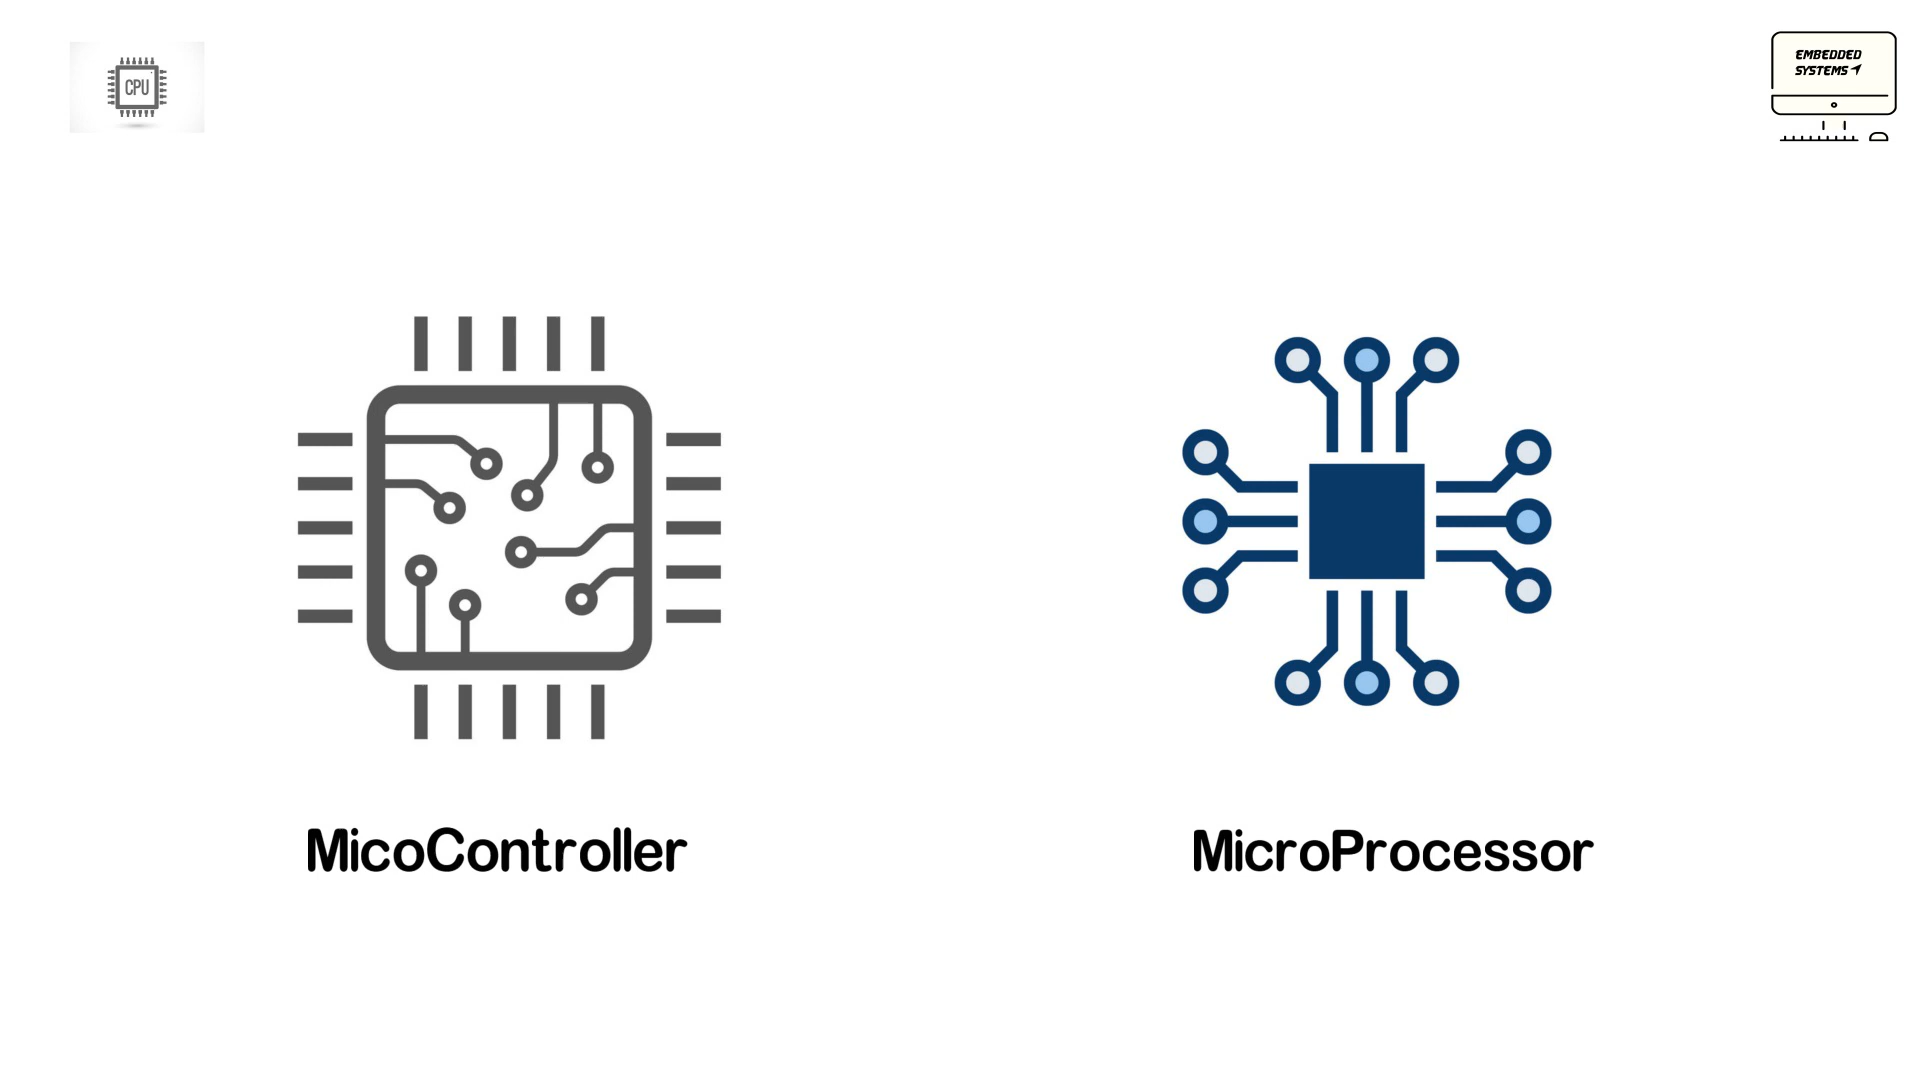 CPU
EMBEDDED
SYSTEMS
MicoController
MicroProcessor